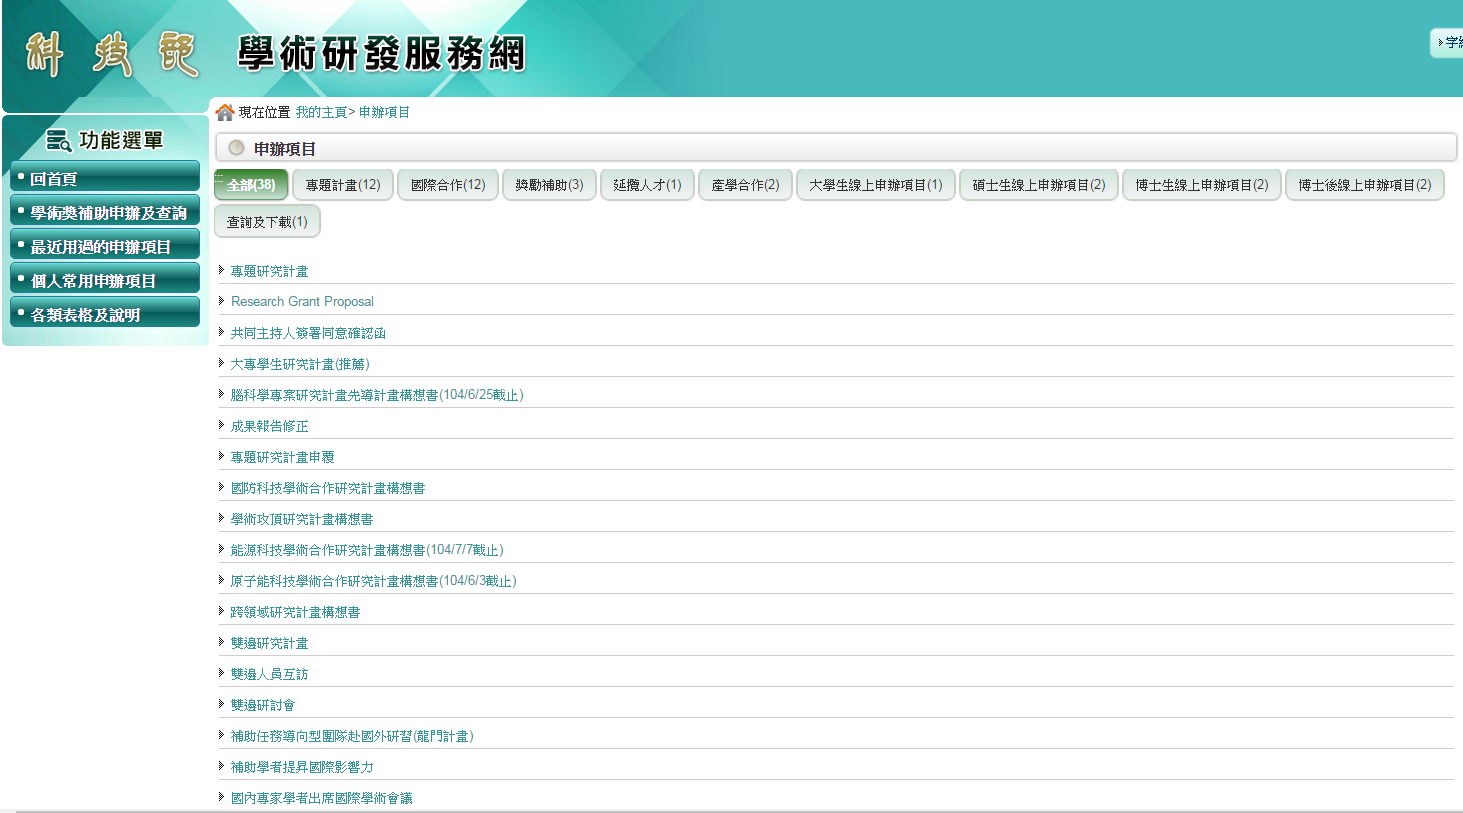 科技部 學術研發服務網
現在位置 我的主頁> 申辦項目
功能選單
回首頁
學術獎補助申辦及查詢
最近用過的申辦項目
個人常用申辦項目
各類表格及說明
申辦項目
全部(38) 專題計畫(12) 國際合作(12) 獎勵補助(3) 延攬人才(1) 產學合作(2) 大學生線上申辦項目(1) 碩士生線上申辦項目(2) 博士生線上申辦項目(2) 博士後線上申辦項目(2)
查詢及下載(1)
專題研究計畫
Research Grant Proposal
共同主持人簽署同意確認函
大專學生研究計畫(推薦)
腦科學專案研究計畫先導計畫構想書(104/6/25截止)
成果報告修正
專題研究計畫申覆
國防科技學術合作研究計畫構想書
學術攻頂研究計畫構想書
能源科技學術合作研究計畫構想書(104/7/7截止)
原子能科技學術合作研究計畫構想書(104/6/3截止)
跨領域研究計畫構想書
雙邊研究計畫
雙邊人員互訪
雙邊研討會
補助任務導向型團隊赴國外研習(龍門計畫)
補助學者提昇國際影響力
國內專家學者出席國際學術會議